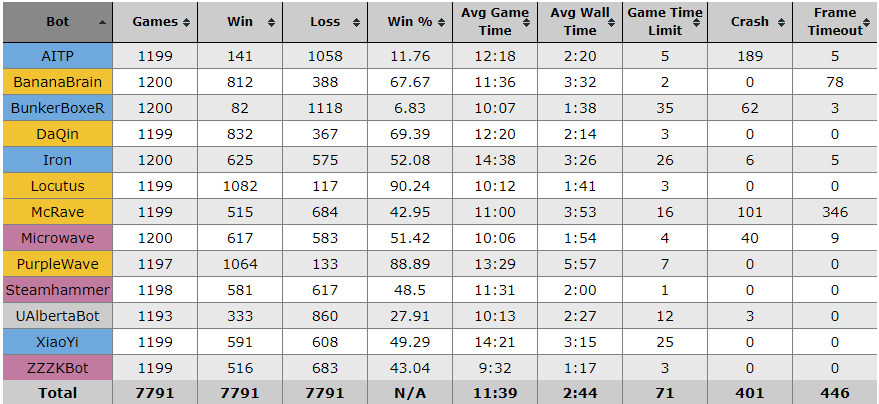 Bot Games Win Loss Win % Avg Game Time Avg Wall Time Game Time Limit Crash Frame Timeout
AITP 1199 141 1058 11.76 12:18 2:20 5 189 5
BananaBrain 1200 812 388 67.67 11:36 3:32 2 0 78
BunkerBoxeR 1200 82 1118 6.83 10:07 1:38 35 62 3
DaQin 1199 832 367 69.39 12:20 2:14 3 0 0
Iron 1200 625 575 52.08 14:38 3:26 26 6 5
Locutus 1199 1082 117 90.24 10:12 1:41 3 0 0
McRave 1199 515 684 42.95 11:00 3:53 16 101 346
Microwave 1200 617 583 51.42 10:06 1:54 4 40 9
PurpleWave 1197 1064 133 88.89 13:29 5:57 7 0 0
Steamhammer 1198 581 617 48.5 11:31 2:00 1 0 0
UAlbertaBot 1193 333 860 27.91 10:13 2:27 12 3 0
XiaoYi 1199 591 608 49.29 14:21 3:15 25 0 0
ZZZKBot 1199 516 683 43.04 9:32 1:17 3 0 0
Total 7791 7791 7791 N/A 11:39 2:44 71 401 446